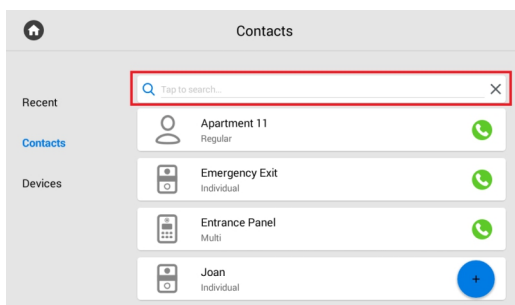 Contacts
Tap to search...
Recent
Apartment 11
Regular
Contacts
Emergency Exit
Individual
Devices
Entrance Panel
Multi
Joan
Individual
+